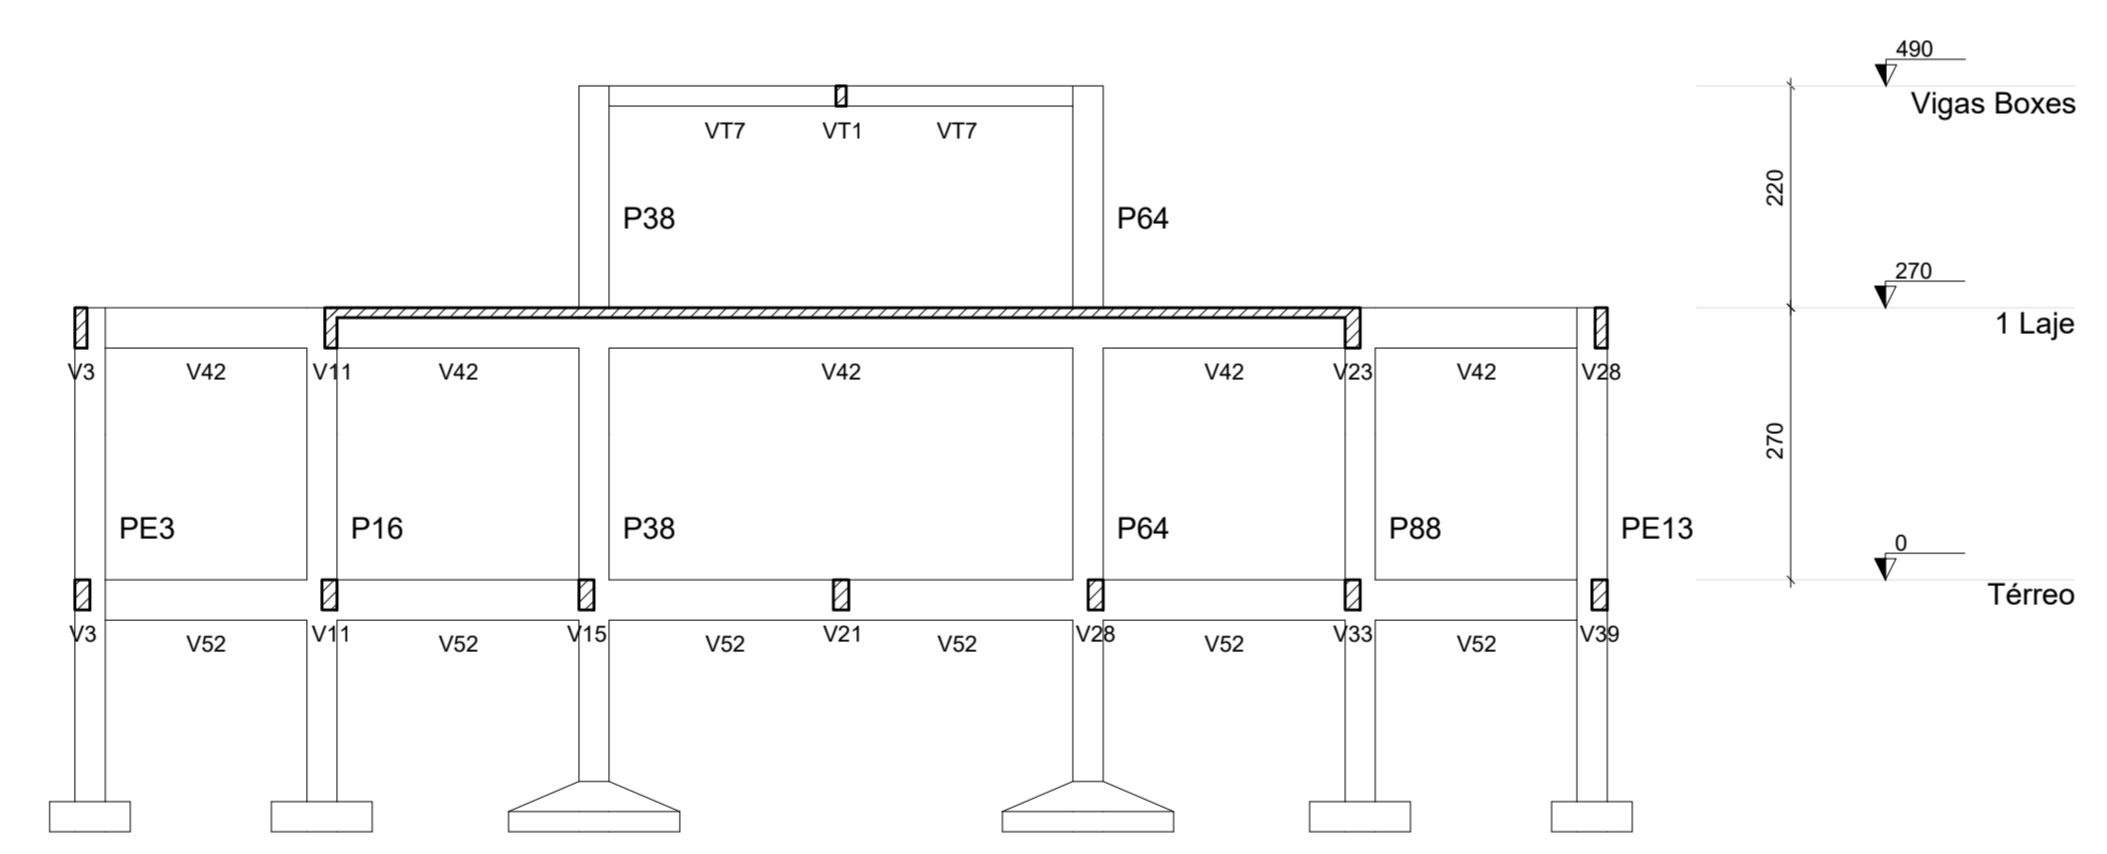 490
Vigas Boxes
VT7 VT1 VT7
220
P38 P64
270
1 Laje
V3 V42 V11 V42 V42 V42 V23 V42 V28
270
PE3 P16 P38 P64 P88 PE13
0
Térreo
V3 V11 V15 V21 V28 V33 V39
V52 V52 V52 V52 V52 V52